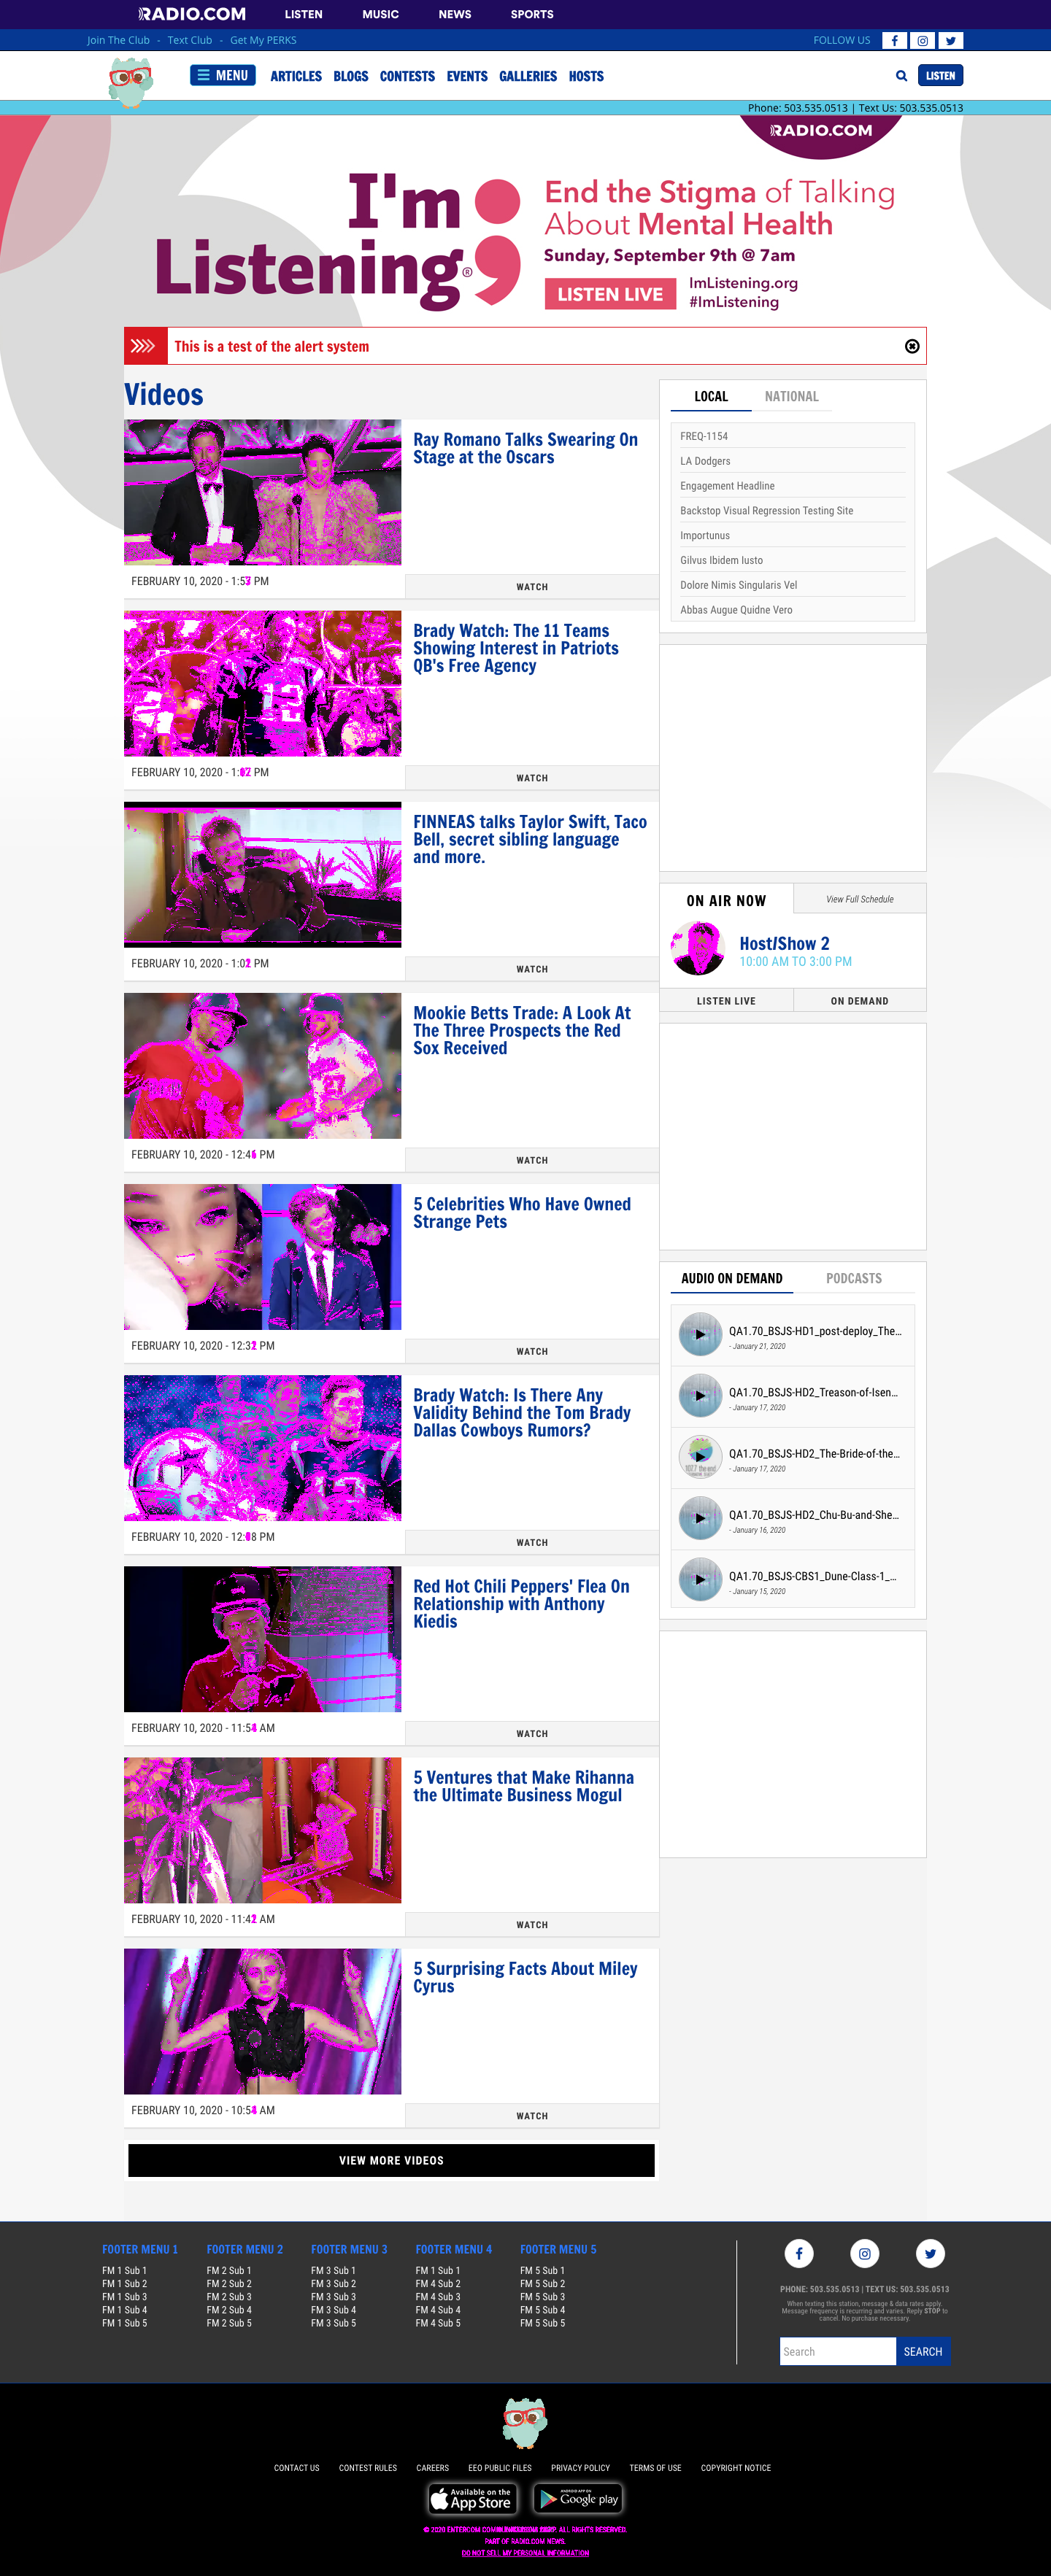 RADIO.COM LISTEN MUSIC NEWS SPORTS
Join The Club - Text Club - Get My PERKS FOLLOW US
MENU ARTICLES BLOGS CONTESTS EVENTS GALLERIES HOSTS LISTEN
Phone: 503.535.0613 | Text Us: 503.535.0613
RADIO.COM
I'm
Listening®
End the Stigma of Talking
About Mental Health
Sunday, September 9th @ 7am
LISTEN LIVE
ImListening.org
#ImListening
This is a test of the alert system
Videos
Ray Romano Talks Swearing On
Stage at the Oscars
FEBRUARY 10, 2020 - PM
WATCH
Brady Watch: The 11 Teams
Showing Interest in Patriots
QB's Free Agency
FEBRUARY 10, 2020 - PM
WATCH
FINNEAS talks Taylor Swift, Taco
Bell, secret sibling language
and more.
FEBRUARY 10, 2020 - PM
WATCH
Mookie Betts Trade: A Look At
The Three Prospects the Red
Sox Received
FEBRUARY 10, 2020 - PM
WATCH
5 Celebrities Who Have Owned
Strange Pets
FEBRUARY 10, 2020 - PM
WATCH
Brady Watch: Is There Any
Validity Behind the Tom Brady
Dallas Cowboys Rumors?
FEBRUARY 10, 2020 - PM
WATCH
Red Hot Chili Peppers' Flea On
Relationship with Anthony
Kiedis
FEBRUARY 10, 2020 - AM
WATCH
5 Ventures that Make Rihanna
the Ultimate Business Mogul
FEBRUARY 10, 2020 - AM
WATCH
5 Surprising Facts About Miley
Cyrus
FEBRUARY 10, 2020 - AM
WATCH
VIEW MORE VIDEOS
LOCAL NATIONAL
FREQ-1154
LA Dodgers
Engagement Headline
Backstop Visual Regression Testing Site
Importunus
Gilvus Ibidem Iusto
Dolore Nimis Singularis Vel
Abbas Augue Quidne Vero
ON AIR NOW View Full Schedule
Host/Show 2
10:00 AM TO 3:00 PM
LISTEN LIVE ON DEMAND
AUDIO ON DEMAND PODCASTS
QA1.70_BSJS-HD1_post-deploy_The...
- January 21, 2020
QA1.70_BSJS-HD2_Treason-of-Isen...
- January 17, 2020
QA1.70_BSJS-HD2_The-Bride-of-the...
- January 17, 2020
QA1.70_BSJS-HD2_Chu-Bu-and-She...
- January 16, 2020
QA1.70_BSJS-CBS1_Dune-Class-1_...
- January 15, 2020
FOOTER MENU 1 FOOTER MENU 2 FOOTER MENU 3 FOOTER MENU 4 FOOTER MENU 5
FM 1 Sub 1 FM 2 Sub 1 FM 3 Sub 1 FM 1 Sub 1 FM 5 Sub 1
FM 1 Sub 2 FM 2 Sub 2 FM 3 Sub 2 FM 4 Sub 2 FM 5 Sub 2
FM 1 Sub 3 FM 2 Sub 3 FM 3 Sub 3 FM 4 Sub 3 FM 5 Sub 3
FM 1 Sub 4 FM 2 Sub 4 FM 3 Sub 4 FM 4 Sub 4 FM 5 Sub 4
FM 1 Sub 5 FM 2 Sub 5 FM 3 Sub 5 FM 4 Sub 5 FM 5 Sub 5
PHONE: 503.535.0613 | TEXT US: 503.535.0613
When texting this station, message & data rates apply.
Message frequency is recurring and varies. Reply STOP to
cancel. No purchase necessary.
Search SEARCH
CONTACT US CONTEST RULES CAREERS EEO PUBLIC FILES PRIVACY POLICY TERMS OF USE COPYRIGHT NOTICE
Available on the
App Store
ANDROID APP ON
Google play
© 2020 ENTERCOM ALL RIGHTS RESERVED.
PART OF RADIO.COM NEWS.
DO NOT SELL MY PERSONAL INFORMATION